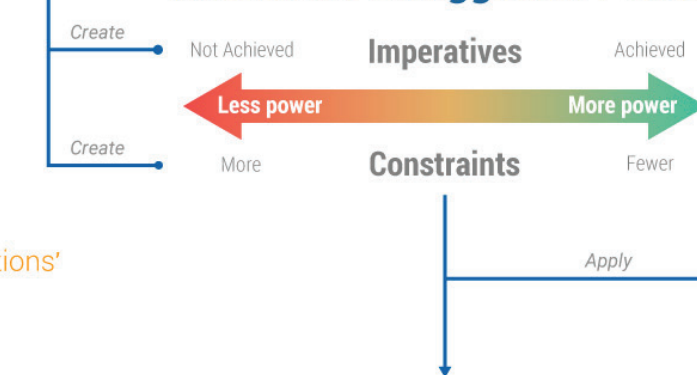 Create
Not Achieved Imperatives Achieved
Less power More power
Create
More Constraints Fewer
tions'
Apply